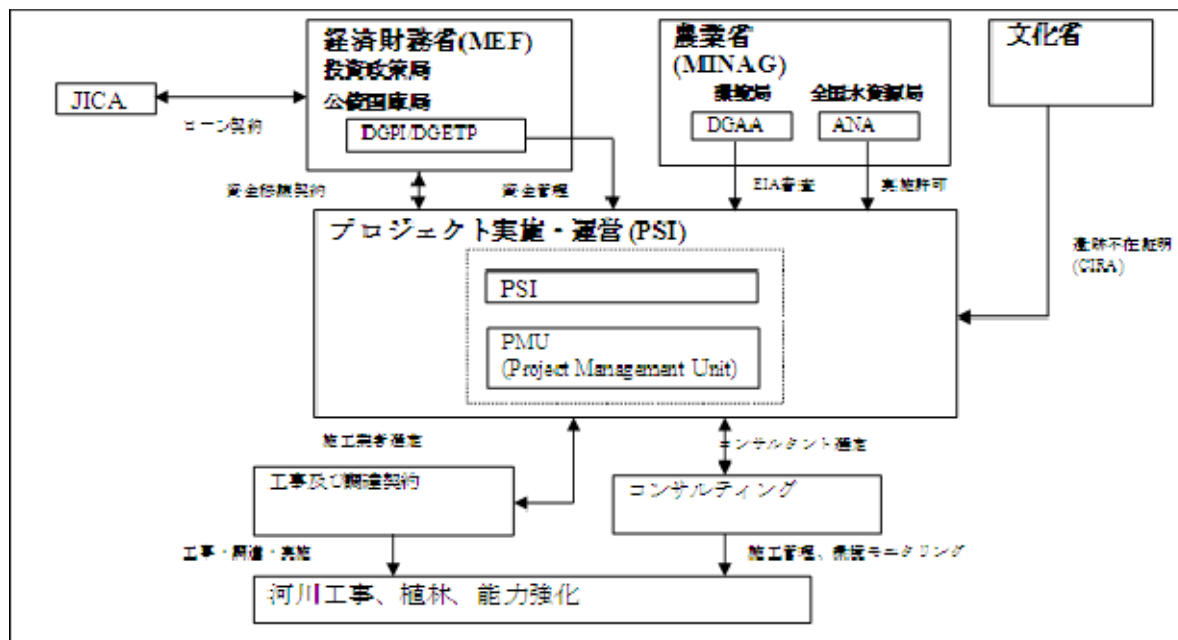 経済財務省(MEF)
投資政策局
公債国庫局
DGPI/DGETP
農業省
(MINAG)
環境局
全国水資源局
DGAA
ANA
文化省
JICA
ローン契約
資金移譲契約
資金管理
EIA審査
実施許可
遺跡不在証明
(CIRA)
プロジェクト実施・運営(PSI)
PSI
PMU
(Project Management Unit)
施工業者選定
コンサルタント選定
工事及び調達契約
コンサルティング
工事・調達・実施
施工管理、環境モニタリング
河川工事、植林、能力強化